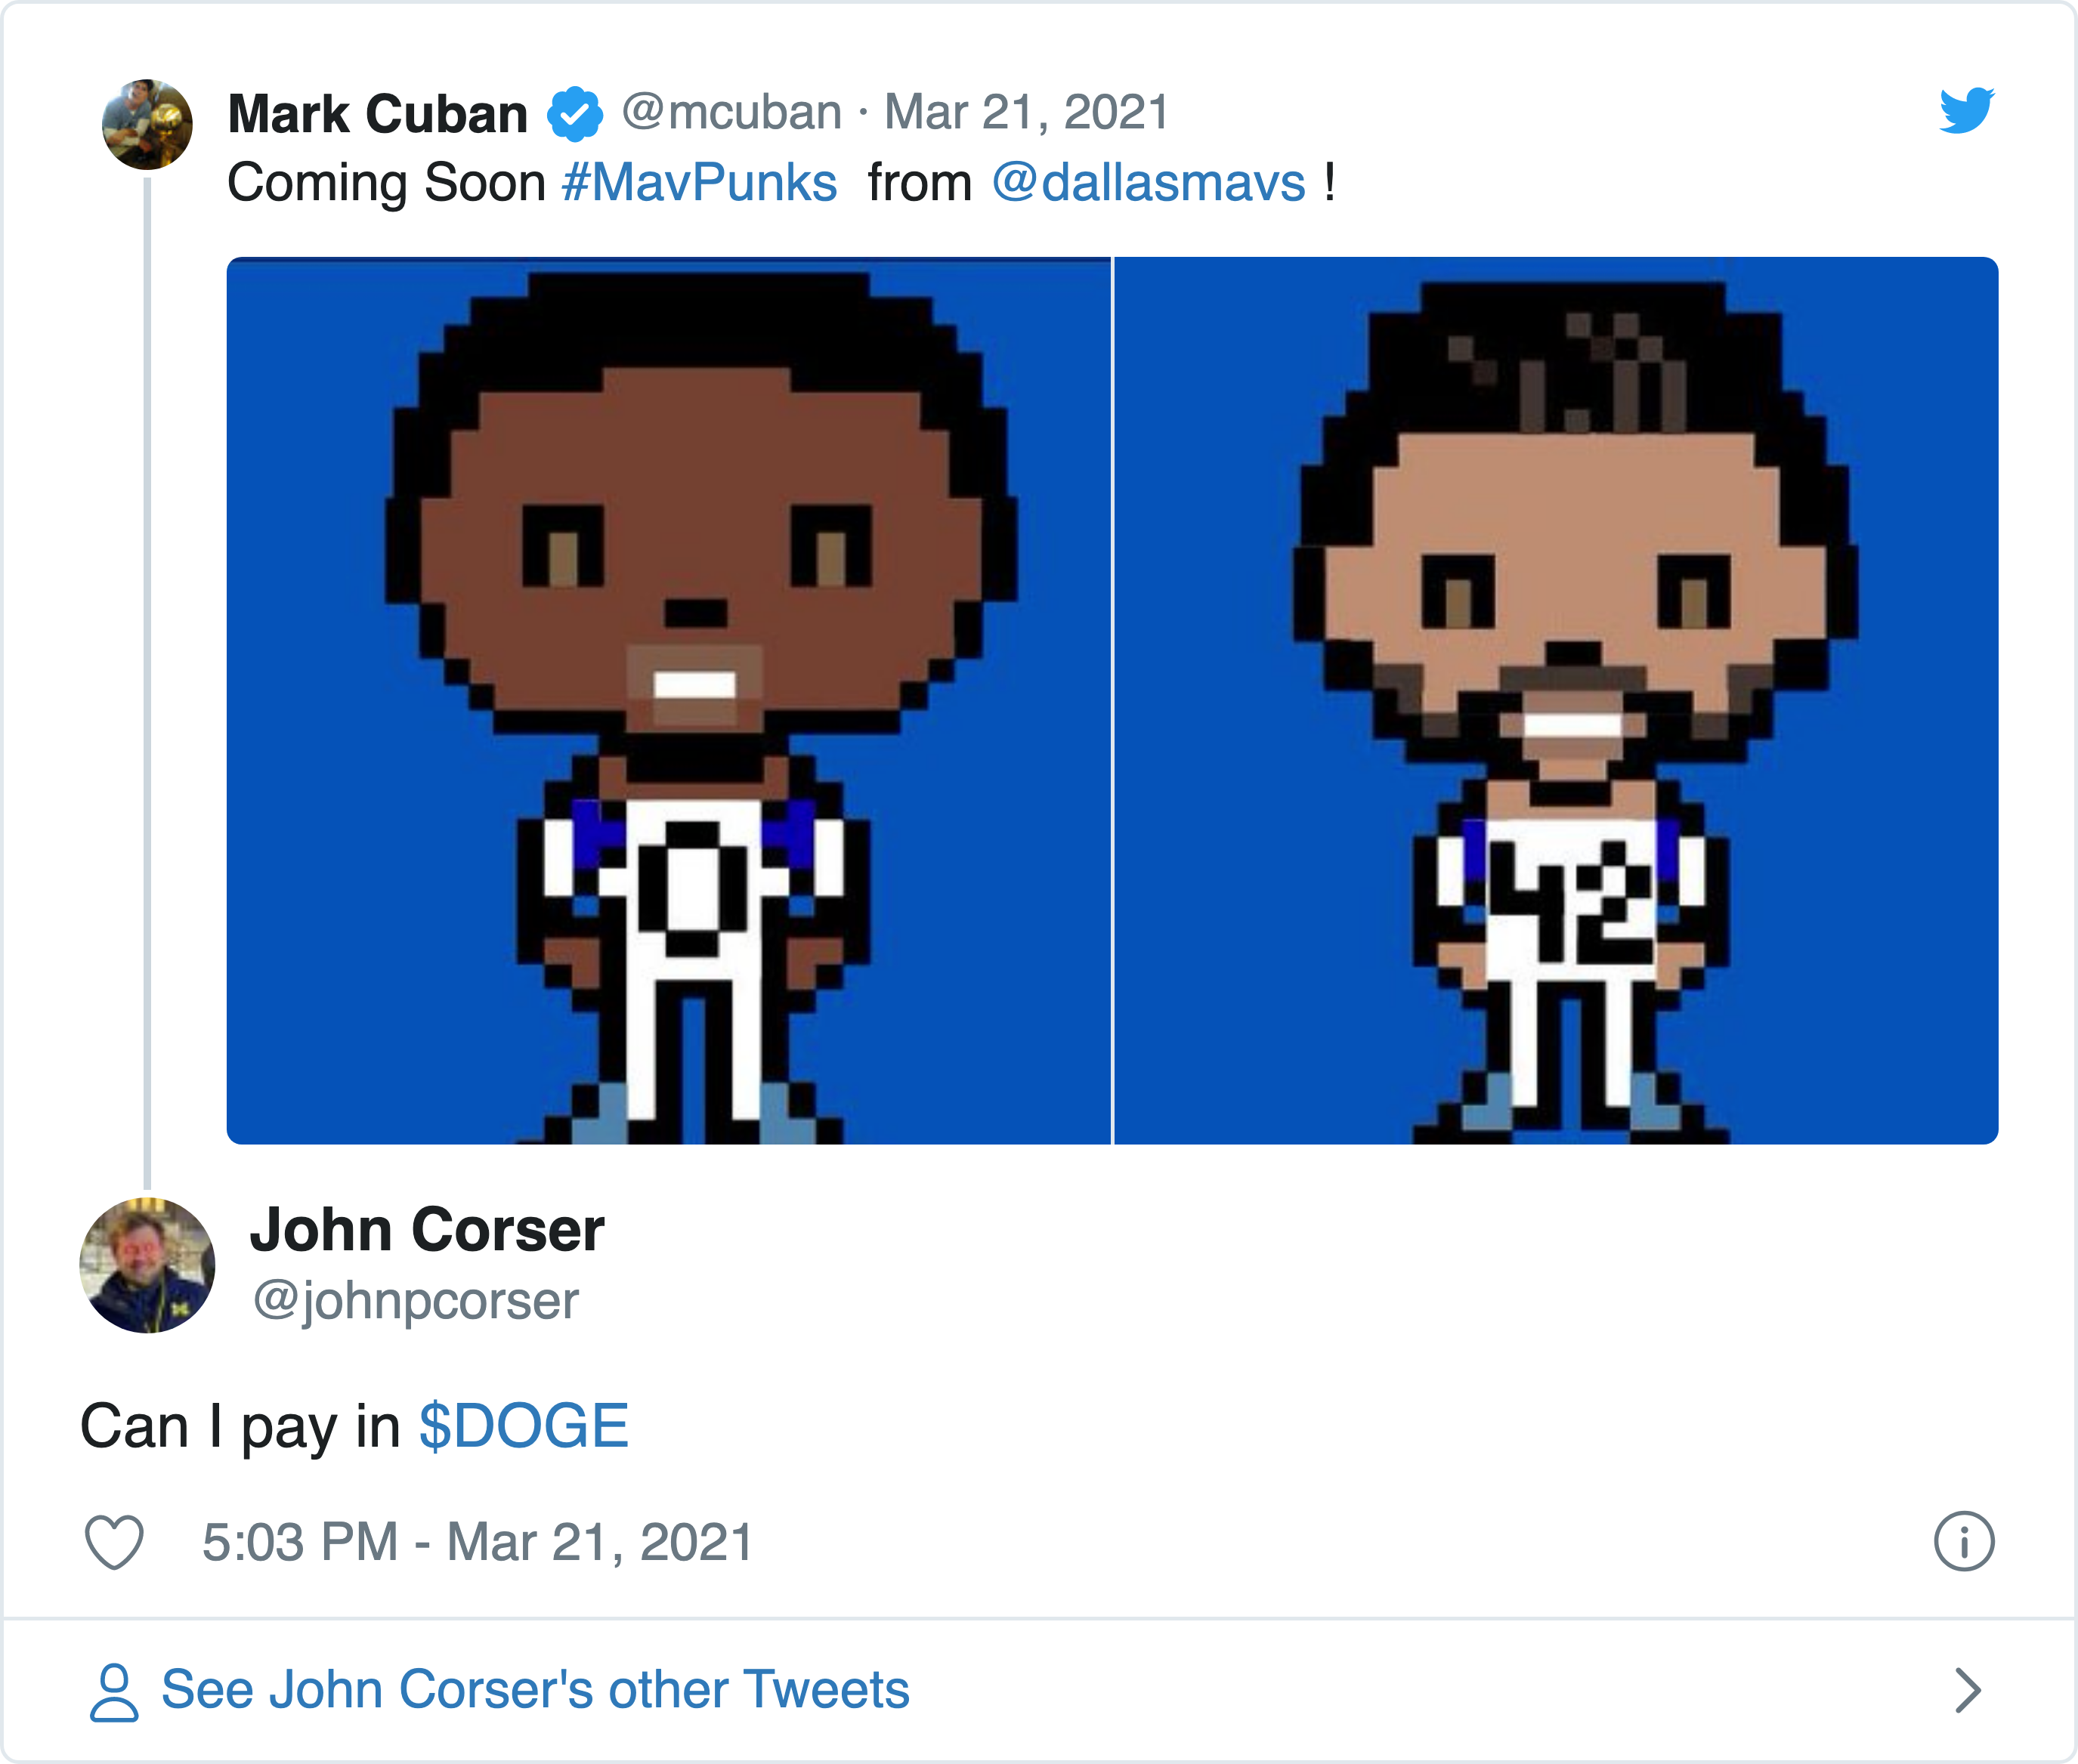 Mark Cuban @mcuban · Mar 21, 2021
Coming Soon #MavPunks from @dallasmavs !
0
42
John Corser
@johnpcorser
Can I pay in $DOGE
5:03 PM - Mar 21, 2021
See John Corser's other Tweets